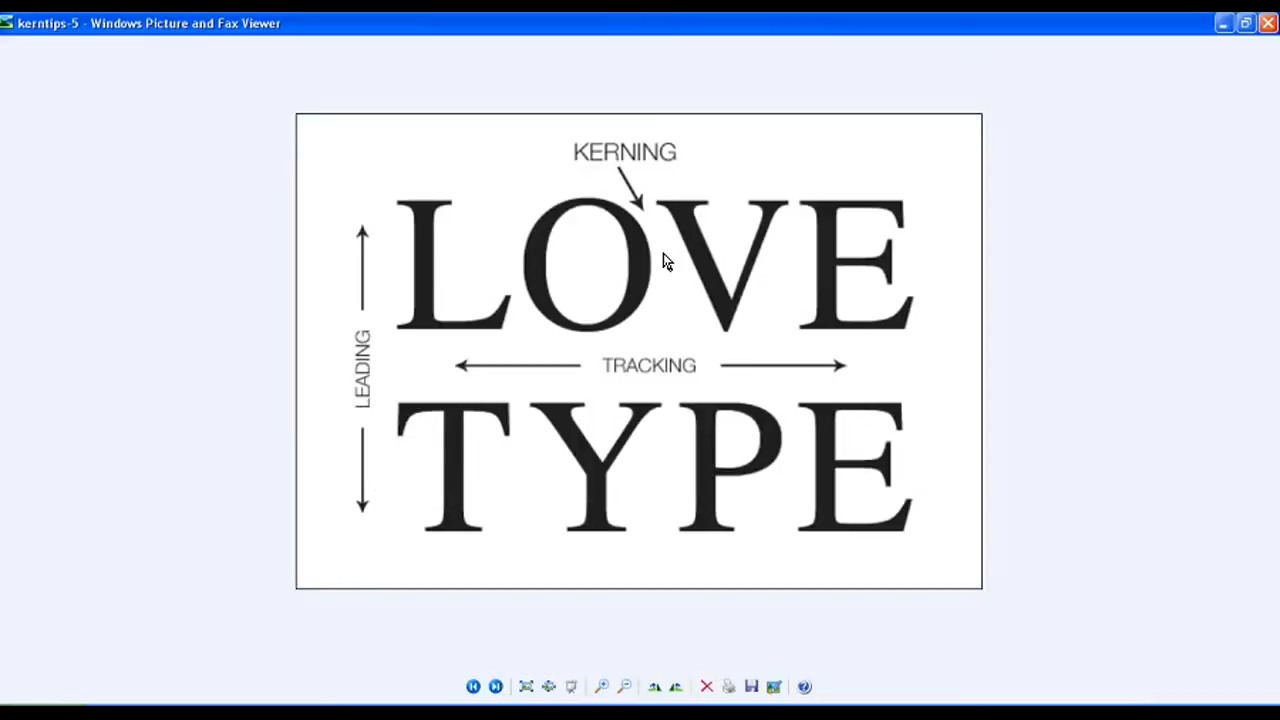 kerntips-5 - Windows Picture and Fax Viewer
KERNING
LOVE
LEADING
TRACKING
TYPE